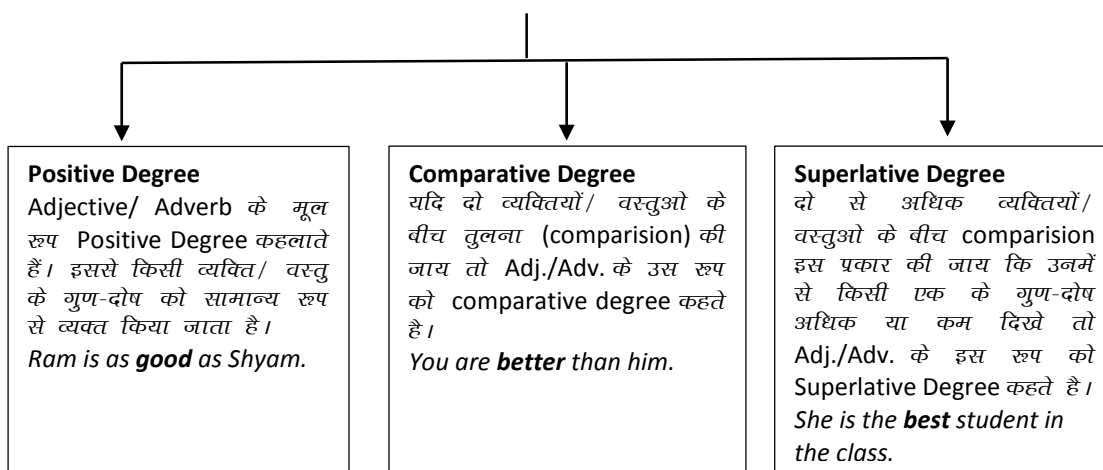 Positive Degree
Adjective/ Adverb के मूल
रूप Positive Degree कहलाते
हैं। इससे किसी व्यक्ति/ वस्तु
के गुण-दोष को सामान्य रूप
से व्यक्त किया जाता है।
Ram is as good as Shyam.
Comparative Degree
यदि दो व्यक्तियों/ वस्तुओ के
बीच तुलना (comparision) की
जाय तो Adj./Adv. के उस रूप
को comparative degree कहते
है।
You are better than him.
Superlative Degree
दो से अधिक व्यक्तियों/
वस्तुओ के बीच comparision
इस प्रकार की जाय कि उनमें
से किसी एक के गुण-दोष
अधिक या कम दिखे तो
Adj./Adv. के इस रूप को
Superlative Degree कहते है।
She is the best student in
the class.